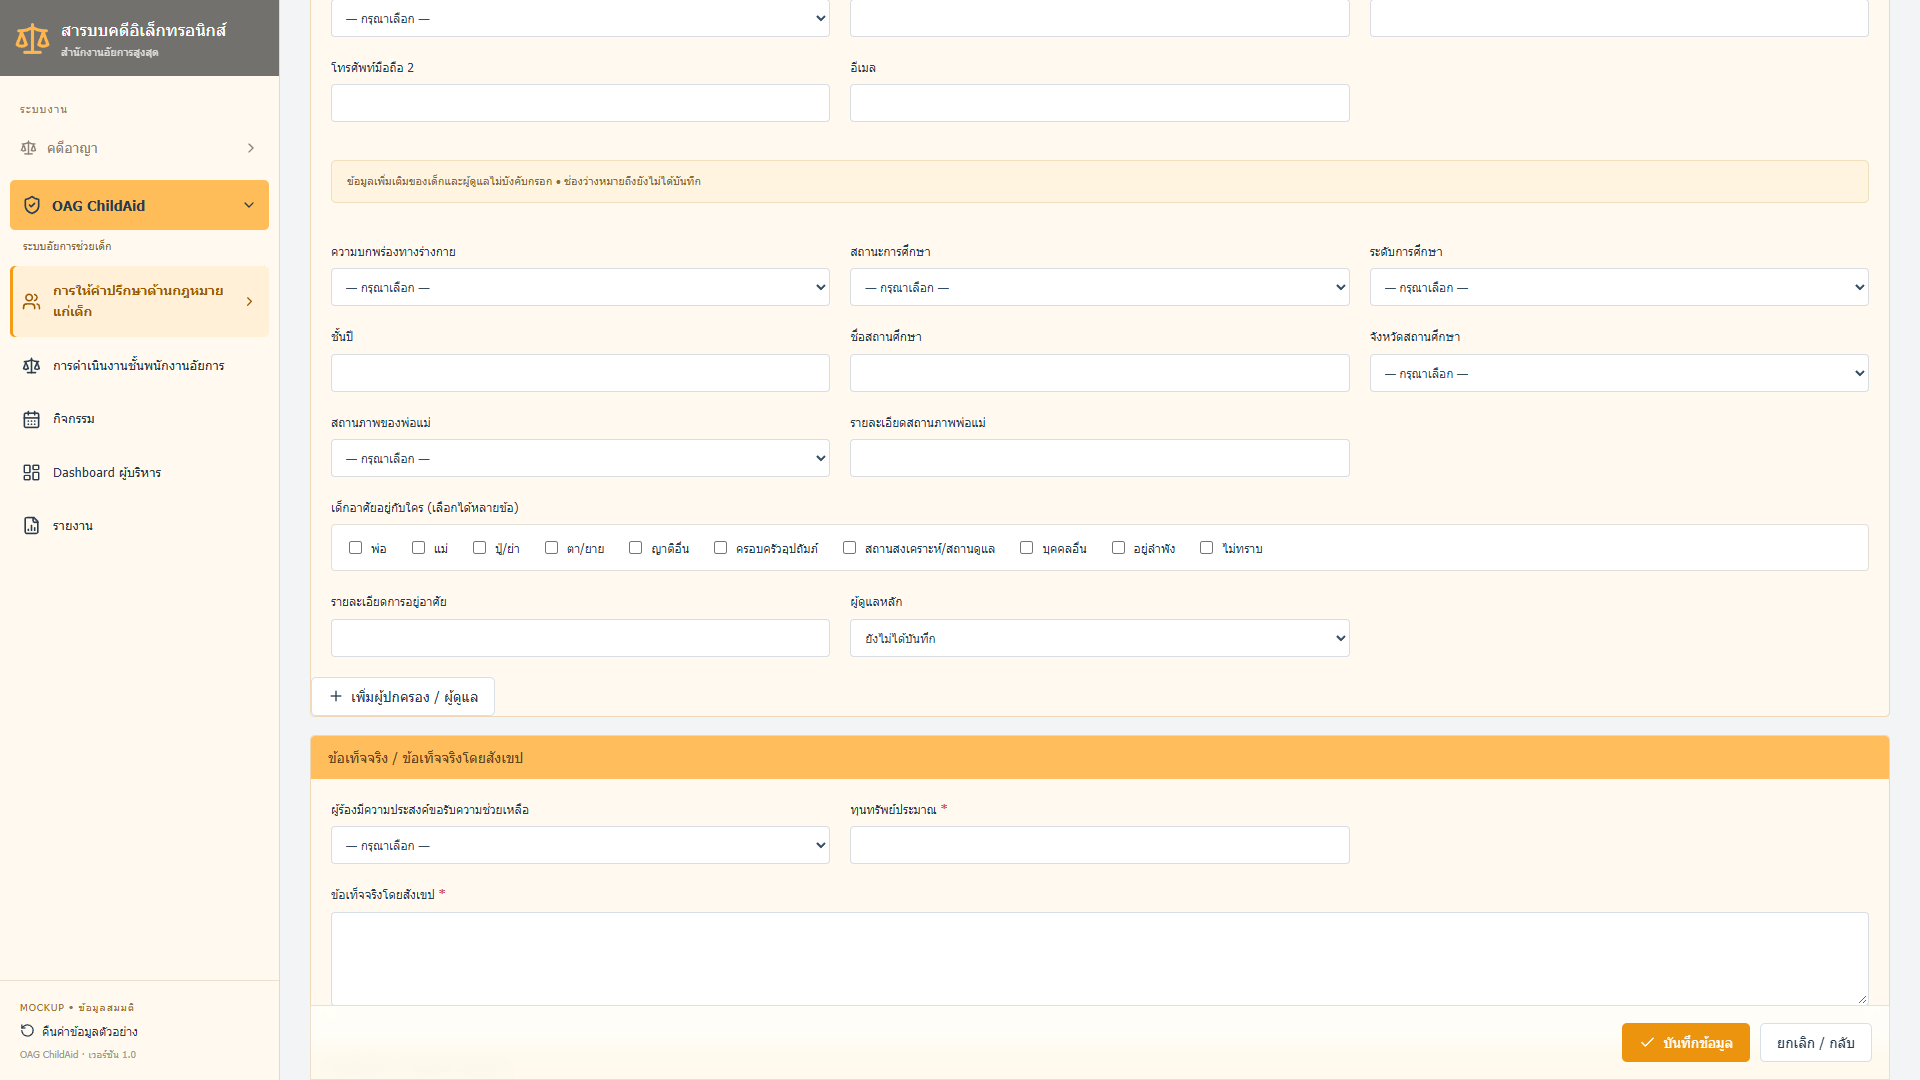 สารบบคดีอิเล็กทรอนิกส์
สำนักงานอัยการสูงสุด
ระบบงาน
คดีอาญา
OAG ChildAid
ระบบอัยการช่วยเด็ก
การให้คำปรึกษาด้านกฎหมาย
แก่เด็ก
การดำเนินงานชั้นพนักงานอัยการ
กิจกรรม
Dashboard ผู้บริหาร
รายงาน
MOCKUP • ข้อมูลสมมติ
คืนค่าข้อมูลตัวอย่าง
OAG ChildAid · เวอร์ชัน 1.0
— กรุณาเลือก —
โทรศัพท์มือถือ 2 อีเมล
ข้อมูลเพิ่มเติมของเด็กและผู้ดูแลไม่บังคับกรอก • ช่องว่างหมายถึงยังไม่ได้บันทึก
ความบกพร่องทางร่างกาย สถานะการศึกษา ระดับการศึกษา
— กรุณาเลือก — — กรุณาเลือก — — กรุณาเลือก —
ชั้นปี ชื่อสถานศึกษา จังหวัดสถานศึกษา
— กรุณาเลือก —
สถานภาพของพ่อแม่ รายละเอียดสถานภาพพ่อแม่
— กรุณาเลือก —
เด็กอาศัยอยู่กับใคร (เลือกได้หลายข้อ)
พ่อ แม่ ปู่/ย่า ตา/ยาย ญาติอื่น ครอบครัวอุปถัมภ์ สถานสงเคราะห์/สถานดูแล บุคคลอื่น อยู่ลำพัง ไม่ทราบ
รายละเอียดการอยู่อาศัย ผู้ดูแลหลัก
ยังไม่ได้บันทึก
+ เพิ่มผู้ปกครอง / ผู้ดูแล
ข้อเท็จจริง / ข้อเท็จจริงโดยสังเขป
ผู้ร้องมีความประสงค์ขอรับความช่วยเหลือ ทุนทรัพย์ประมาณ *
— กรุณาเลือก —
ข้อเท็จจริงโดยสังเขป *
บันทึกข้อมูล ยกเลิก / กลับ